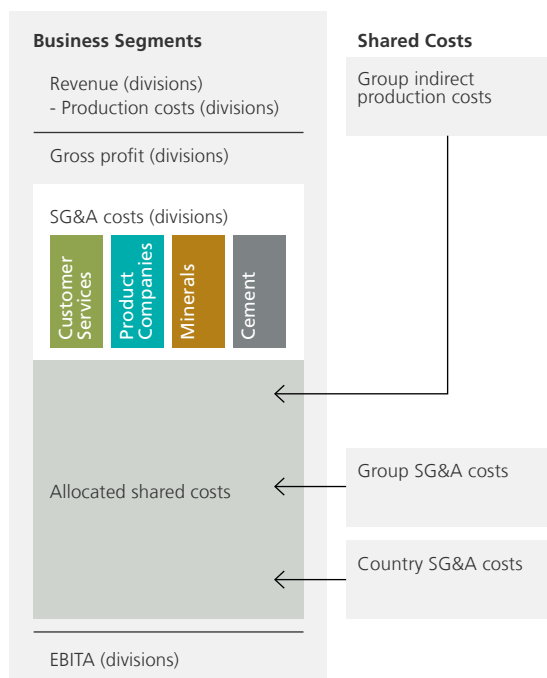 Business Segments
Revenue (divisions)
- Production costs (divisions)
Gross profit (divisions)
SG&A costs (divisions)
Customer
Services
Product
Companies
Minerals
Cement
Allocated shared costs
EBITA (divisions)
Shared Costs
Group indirect
production costs
Group SG&A costs
Country SG&A costs